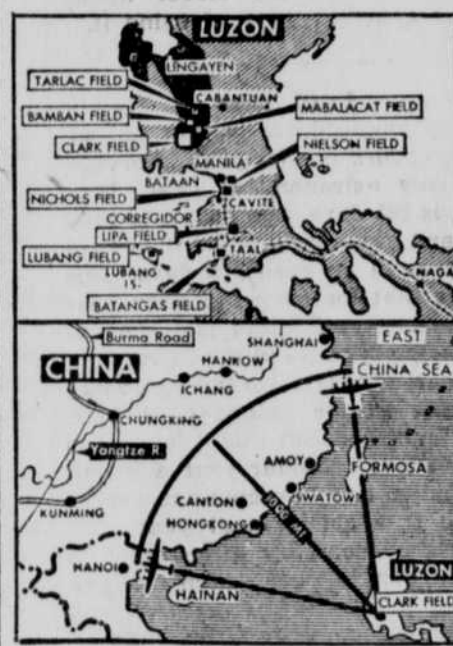 LUZON
LINGAYEN
TARLAC FIELD
CABANTUAN
BAMBAN FIELD
MABALACAT FIELD
CLARK FIELD
NIELSON FIELD
MANILA
BATAAN
NICHOLS FIELD
CAVITE
CORREGIDOR
LIPA FIELD
LUBANG FIELD
TAAL
LUBANG
IS.
NAGA
BATANGAS FIELD
Burma Road
SHANGHAI
EAST
CHINA
HANKOW
CHINA SEA
ICHANG
CHUNGKING
Yangtze R.
AMOY
FORMOSA
SWATOW
KUNMING
CANTON
1000 MI
HONGKONG
HANOI
LUZON
HAINAN
CLARK FIELD